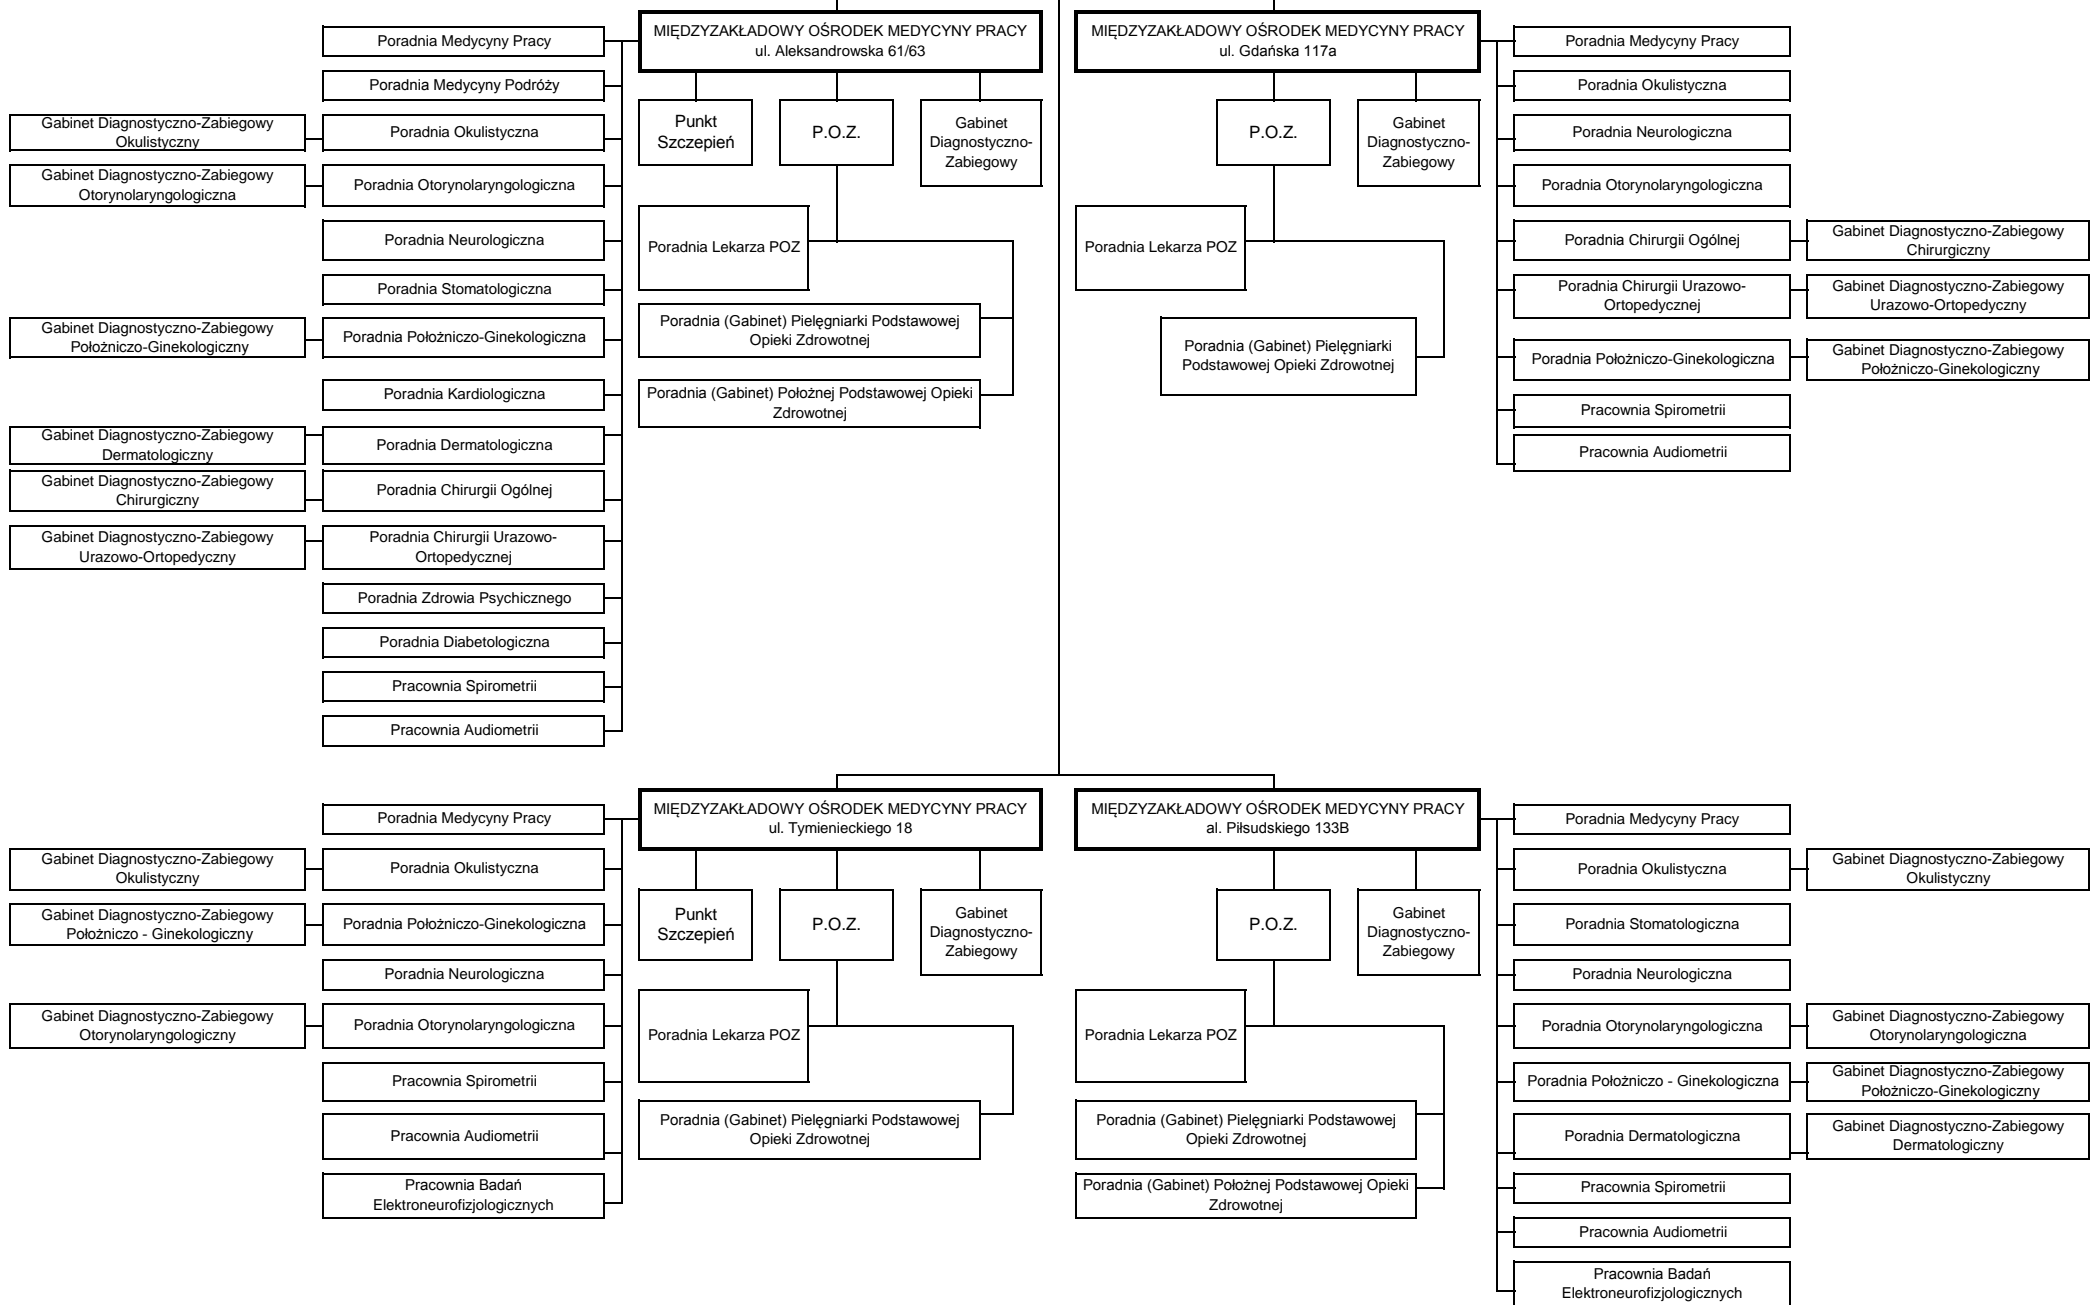 MIĘDZYZAKŁADOWY OŚRODEK MEDYCYNY PRACY
ul. Aleksandrowska 61/63
Poradnia Medycyny Pracy
Poradnia Medycyny Podróży
Gabinet Diagnostyczno-Zabiegowy
Okulistyczny
Poradnia Okulistyczna
Gabinet Diagnostyczno-Zabiegowy
Otorynolaryngologiczna
Poradnia Otorynolaryngologiczna
Poradnia Neurologiczna
Poradnia Stomatologiczna
Gabinet Diagnostyczno-Zabiegowy
Położniczo-Ginekologiczny
Poradnia Położniczo-Ginekologiczna
Poradnia Kardiologiczna
Gabinet Diagnostyczno-Zabiegowy
Dermatologiczny
Poradnia Dermatologiczna
Gabinet Diagnostyczno-Zabiegowy
Chirurgiczny
Poradnia Chirurgii Ogólnej
Gabinet Diagnostyczno-Zabiegowy
Urazowo-Ortopedyczny
Poradnia Chirurgii Urazowo-
Ortopedycznej
Poradnia Zdrowia Psychicznego
Poradnia Diabetologiczna
Pracownia Spirometrii
Pracownia Audiometrii
Punkt
Szczepień
P.O.Z.
Gabinet
Diagnostyczno-
Zabiegowy
Poradnia Lekarza POZ
Poradnia (Gabinet) Pielęgniarki Podstawowej
Opieki Zdrowotnej
Poradnia (Gabinet) Położnej Podstawowej Opieki
Zdrowotnej
MIĘDZYZAKŁADOWY OŚRODEK MEDYCYNY PRACY
ul. Gdańska 117a
P.O.Z.
Gabinet
Diagnostyczno-
Zabiegowy
Poradnia Lekarza POZ
Poradnia (Gabinet) Pielęgniarki
Podstawowej Opieki Zdrowotnej
Poradnia Medycyny Pracy
Poradnia Okulistyczna
Poradnia Neurologiczna
Poradnia Otorynolaryngologiczna
Poradnia Chirurgii Ogólnej
Gabinet Diagnostyczno-Zabiegowy
Chirurgiczny
Poradnia Chirurgii Urazowo-
Ortopedycznej
Gabinet Diagnostyczno-Zabiegowy
Urazowo-Ortopedyczny
Poradnia Położniczo-Ginekologiczna
Gabinet Diagnostyczno-Zabiegowy
Położniczo-Ginekologiczny
Pracownia Spirometrii
Pracownia Audiometrii
MIĘDZYZAKŁADOWY OŚRODEK MEDYCYNY PRACY
ul. Tymienieckiego 18
Poradnia Medycyny Pracy
Gabinet Diagnostyczno-Zabiegowy
Okulistyczny
Poradnia Okulistyczna
Gabinet Diagnostyczno-Zabiegowy
Położniczo - Ginekologiczny
Poradnia Położniczo-Ginekologiczna
Poradnia Neurologiczna
Gabinet Diagnostyczno-Zabiegowy
Otorynolaryngologiczny
Poradnia Otorynolaryngologiczna
Pracownia Spirometrii
Pracownia Audiometrii
Pracownia Badań
Elektroneurofizjologicznych
Punkt
Szczepień
P.O.Z.
Gabinet
Diagnostyczno-
Zabiegowy
Poradnia Lekarza POZ
Poradnia (Gabinet) Pielęgniarki Podstawowej
Opieki Zdrowotnej
MIĘDZYZAKŁADOWY OŚRODEK MEDYCYNY PRACY
al. Piłsudskiego 133B
P.O.Z.
Gabinet
Diagnostyczno-
Zabiegowy
Poradnia Lekarza POZ
Poradnia (Gabinet) Pielęgniarki Podstawowej
Opieki Zdrowotnej
Poradnia (Gabinet) Położnej Podstawowej Opieki
Zdrowotnej
Poradnia Medycyny Pracy
Poradnia Okulistyczna
Gabinet Diagnostyczno-Zabiegowy
Okulistyczny
Poradnia Stomatologiczna
Poradnia Neurologiczna
Poradnia Otorynolaryngologiczna
Gabinet Diagnostyczno-Zabiegowy
Otorynolaryngologiczna
Poradnia Położniczo - Ginekologiczna
Gabinet Diagnostyczno-Zabiegowy
Położniczo-Ginekologiczny
Poradnia Dermatologiczna
Gabinet Diagnostyczno-Zabiegowy
Dermatologiczny
Pracownia Spirometrii
Pracownia Audiometrii
Pracownia Badań
Elektroneurofizjologicznych